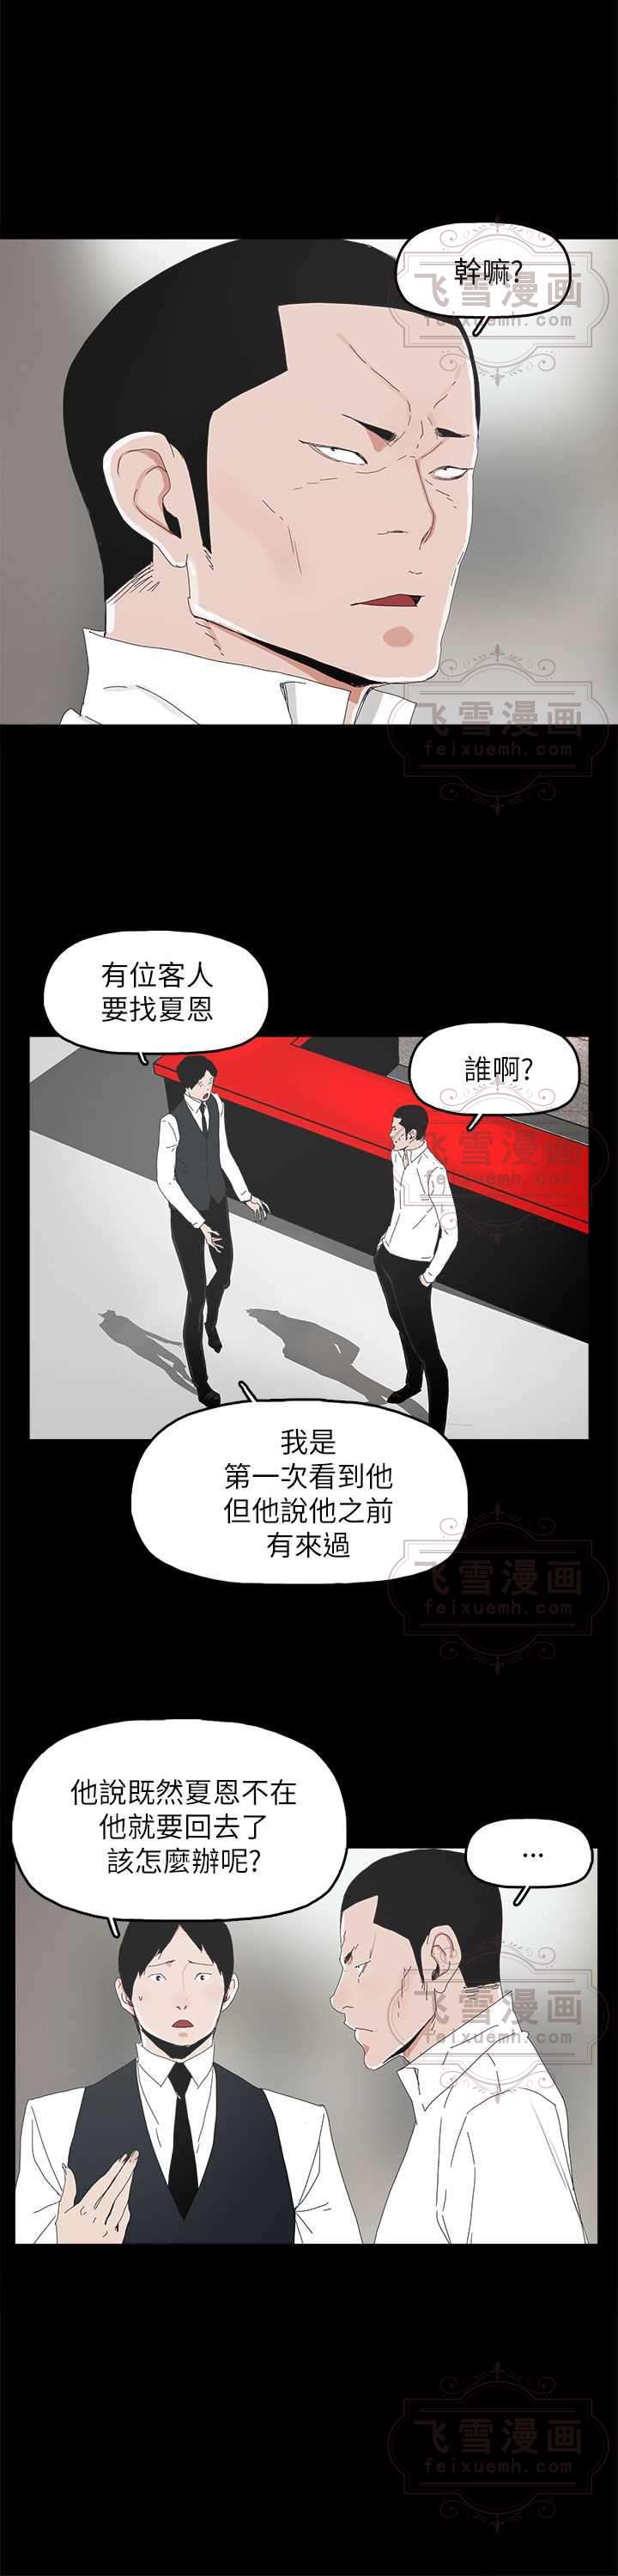 幹嘛?
飞雪漫画
feixuemh.com
飞雪漫画
feixuemh.com
有位客人
要找夏恩
誰啊?
飞雪漫画
feixuemh.com
我是
第一次看到他
但他說他之前
有來過
飞雪漫画
feixuemh.com
他說既然夏恩不在
他就要回去了
該怎麼辦呢?
...
飞雪漫画
feixuemh.com
飞雪漫画
feixuemh.com